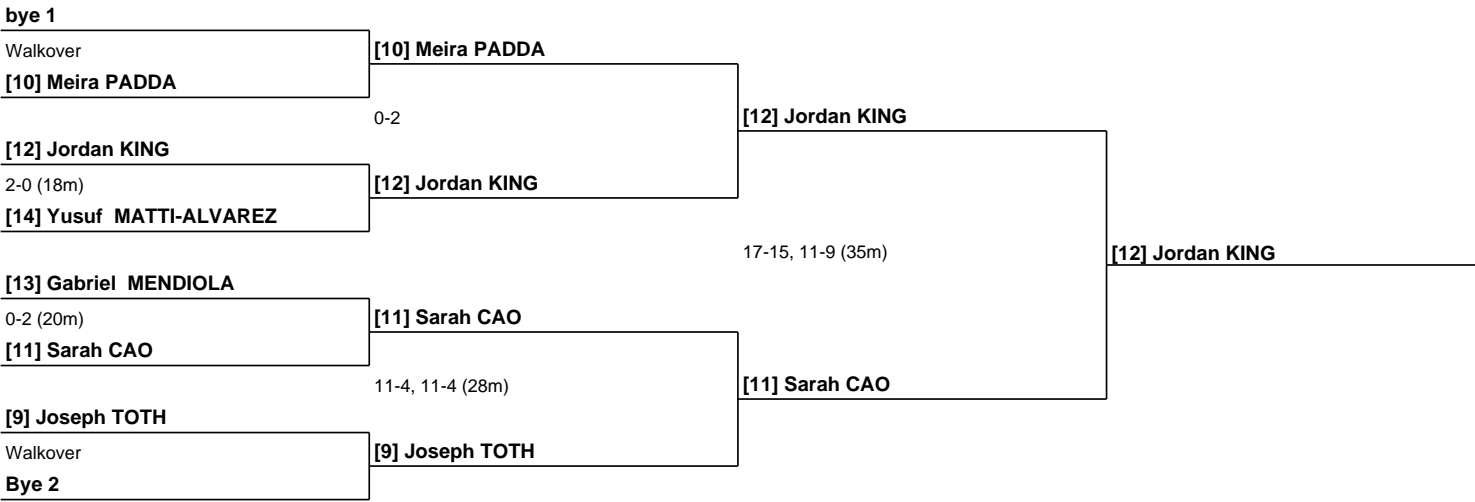 bye 1
Walkover
[10] Meira PADDA
[10] Meira PADDA
0-2
[12] Jordan KING
[12] Jordan KING
2-0 (18m)
[12] Jordan KING
[14] Yusuf  MATTI-ALVAREZ
17-15, 11-9 (35m)
[12] Jordan KING
[13] Gabriel  MENDIOLA
0-2 (20m)
[11] Sarah CAO
[11] Sarah CAO
11-4, 11-4 (28m)
[11] Sarah CAO
[9] Joseph TOTH
Walkover
[9] Joseph TOTH
Bye 2